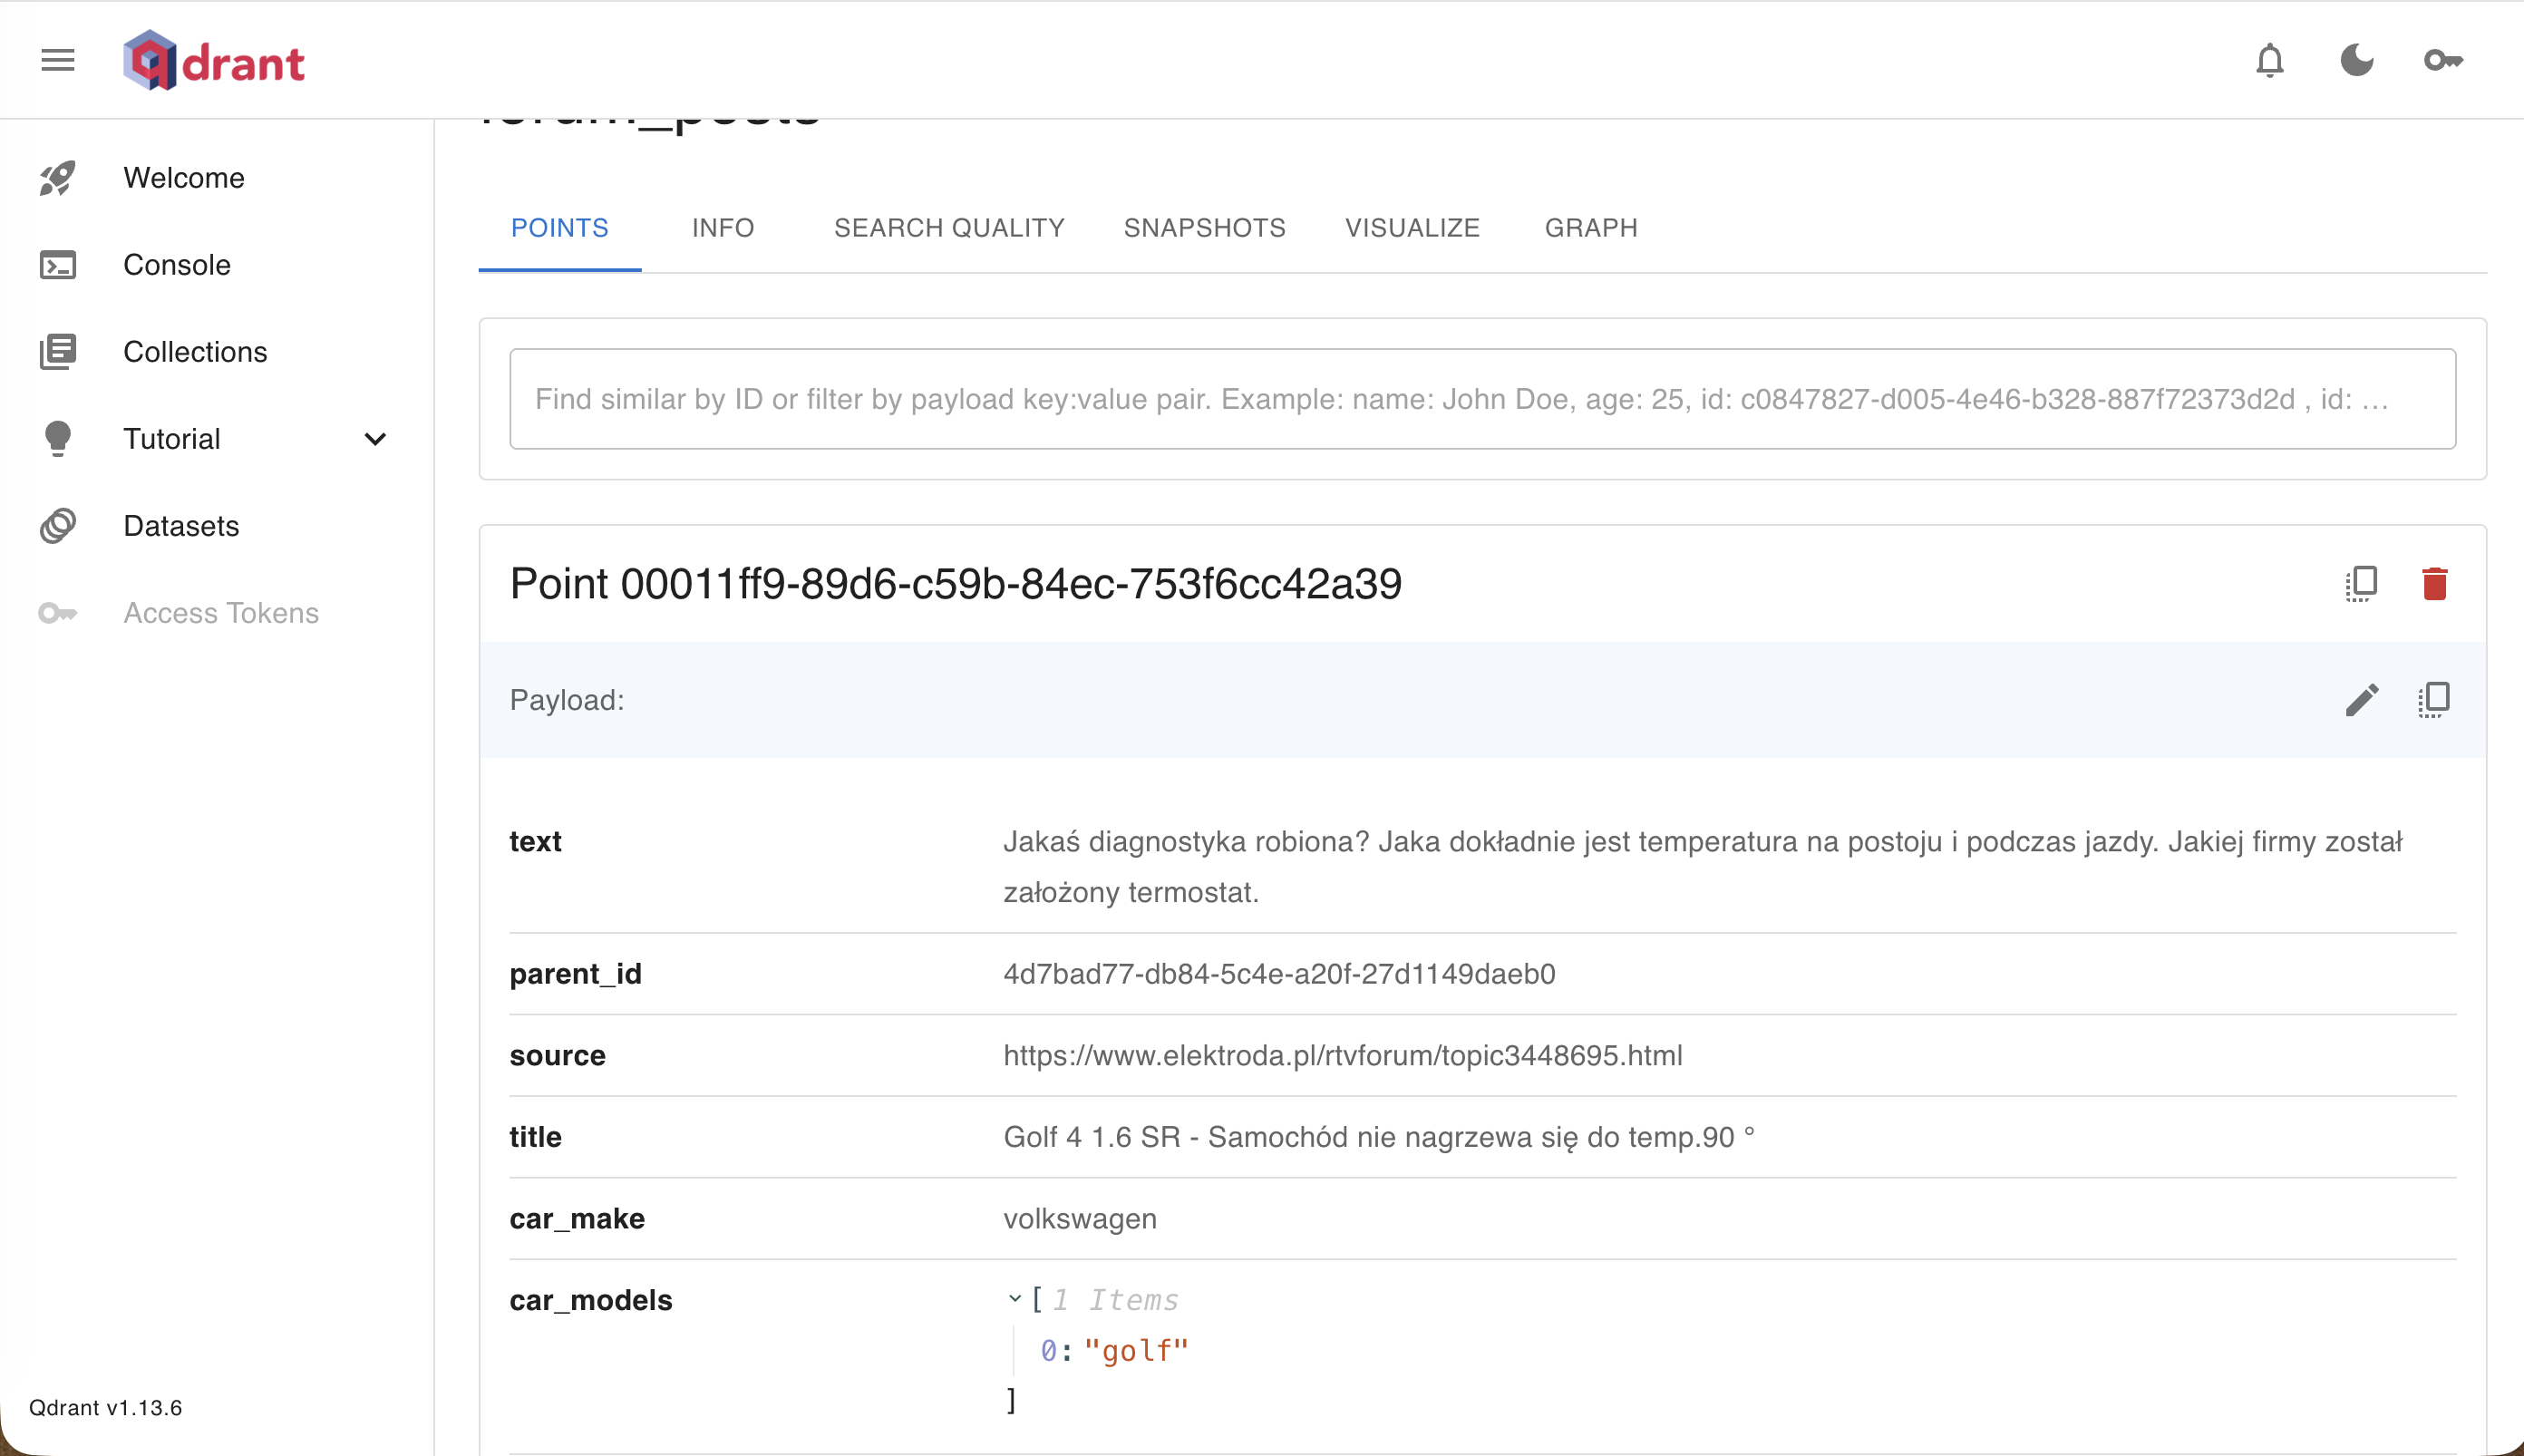 qdrant
forum_posts
Welcome
Console
Collections
Tutorial
Datasets
Access Tokens
Qdrant v1.13.6
POINTS INFO SEARCH QUALITY SNAPSHOTS VISUALIZE GRAPH
Find similar by ID or filter by payload key:value pair. Example: name: John Doe, age: 25, id: c0847827-d005-4e46-b328-887f72373d2d , id: …
Point 00011ff9-89d6-c59b-84ec-753f6cc42a39
Payload:
text Jakaś diagnostyka robiona? Jaka dokładnie jest temperatura na postoju i podczas jazdy. Jakiej firmy został
założony termostat.
parent_id 4d7bad77-db84-5c4e-a20f-27d1149daeb0
source https://www.elektroda.pl/rtvforum/topic3448695.html
title Golf 4 1.6 SR - Samochód nie nagrzewa się do temp.90 °
car_make volkswagen
car_models [ 1 Items
0: "golf"
]